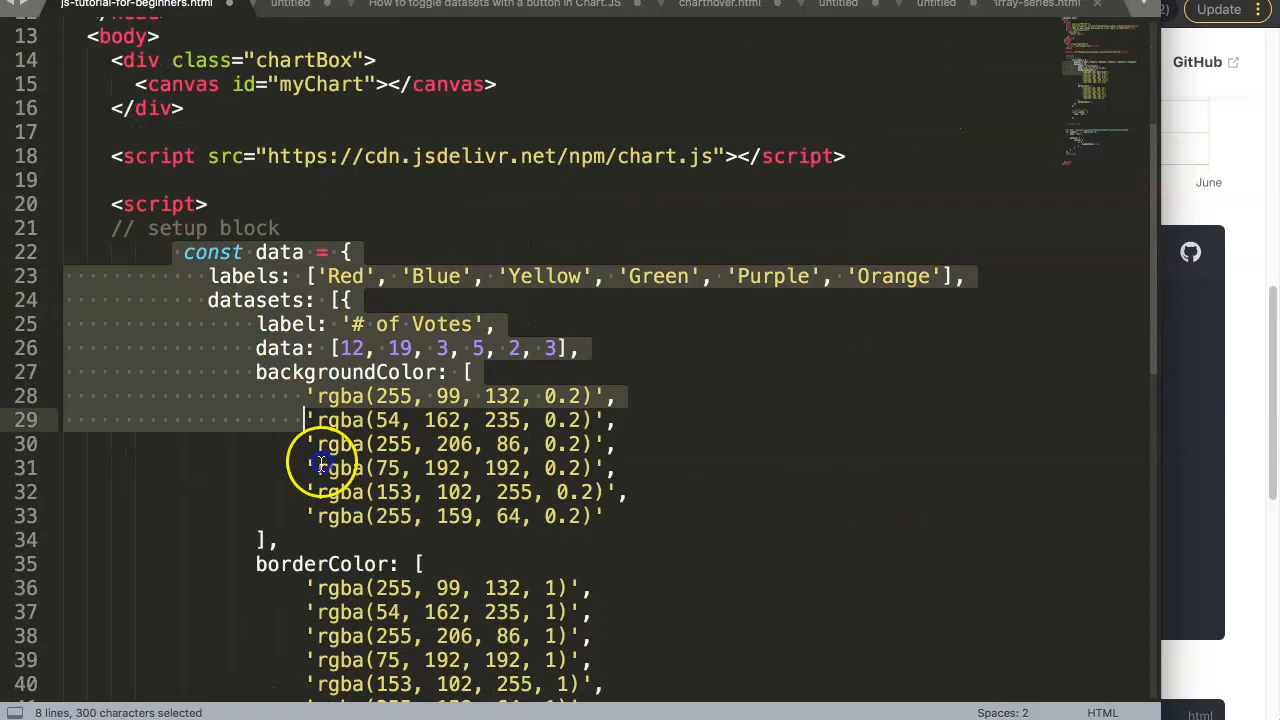 js-tutorial-for-beginners.html
untitled
How to toggle datasets with a button in Chart.JS
charthover.html
untitled
untitled
array-series.html
2)
Update
13 <body>
14 <div class="chartBox">
15 <canvas id="myChart"></canvas>
16 </div>
17
18 <script src="https://cdn.jsdelivr.net/npm/chart.js"></script>
19
20 <script>
21 // setup block
22 const data = {
23 labels: ['Red', 'Blue', 'Yellow', 'Green', 'Purple', 'Orange'],
24 datasets: [{
25 label: '# of Votes',
26 data: [12, 19, 3, 5, 2, 3],
27 backgroundColor: [
28 'rgba(255, 99, 132, 0.2)',
29 'rgba(54, 162, 235, 0.2)',
30 'rgba(255, 206, 86, 0.2)',
31 'rgba(75, 192, 192, 0.2)',
32 'rgba(153, 102, 255, 0.2)',
33 'rgba(255, 159, 64, 0.2)'
34 ],
35 borderColor: [
36 'rgba(255, 99, 132, 1)',
37 'rgba(54, 162, 235, 1)',
38 'rgba(255, 206, 86, 1)',
39 'rgba(75, 192, 192, 1)',
40 'rgba(153, 102, 255, 1)',
8 lines, 300 characters selected
Spaces: 2
HTML
GitHub
June
html